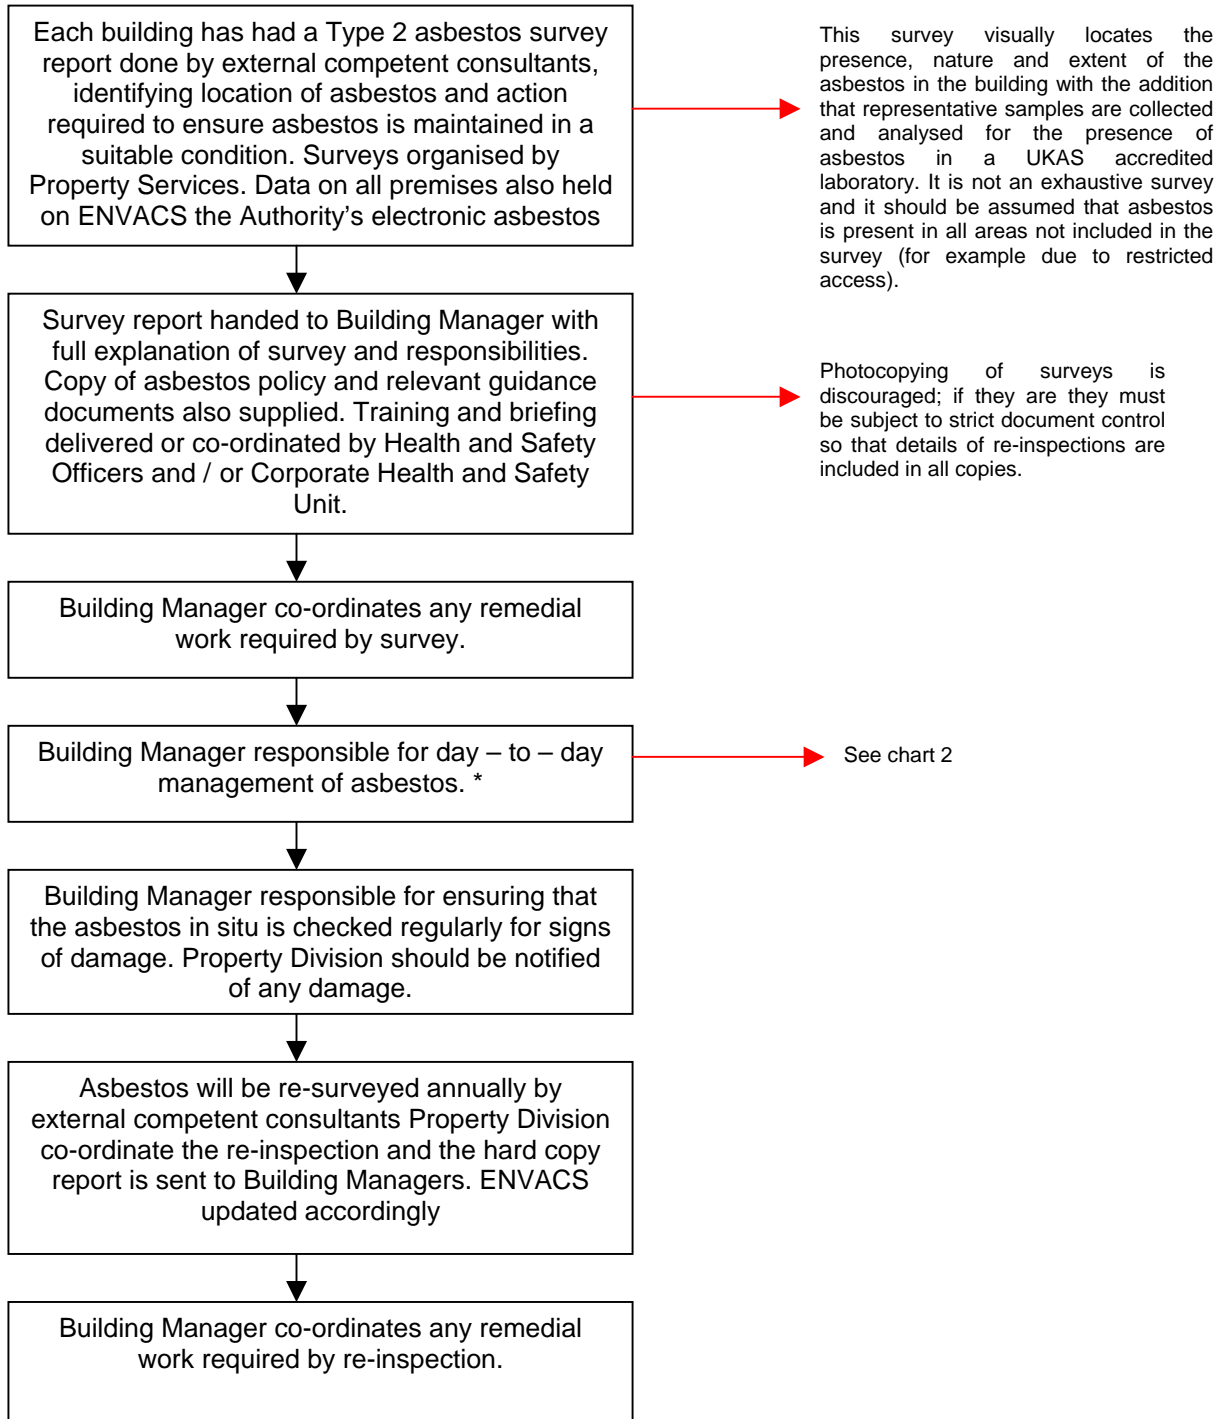 Each building has had a Type 2 asbestos survey
report done by external competent consultants,
identifying location of asbestos and action
required to ensure asbestos is maintained in a
suitable condition. Surveys organised by
Property Services. Data on all premises also held
on ENVACS the Authority's electronic asbestos
This survey visually locates the
presence, nature and extent of the
asbestos in the building with the addition
that representative samples are collected
and analysed for the presence of
asbestos in a UKAS accredited
laboratory. It is not an exhaustive survey
and it should be assumed that asbestos
is present in all areas not included in the
survey (for example due to restricted
access).
Survey report handed to Building Manager with
full explanation of survey and responsibilities.
Copy of asbestos policy and relevant guidance
documents also supplied. Training and briefing
delivered or co-ordinated by Health and Safety
Officers and / or Corporate Health and Safety
Unit.
Photocopying of surveys is
discouraged; if they are they must
be subject to strict document control
so that details of re-inspections are
included in all copies.
Building Manager co-ordinates any remedial
work required by survey.
Building Manager responsible for day – to – day
management of asbestos. *
See chart 2
Building Manager responsible for ensuring that
the asbestos in situ is checked regularly for signs
of damage. Property Division should be notified
of any damage.
Asbestos will be re-surveyed annually by
external competent consultants Property Division
co-ordinate the re-inspection and the hard copy
report is sent to Building Managers. ENVACS
updated accordingly
Building Manager co-ordinates any remedial
work required by re-inspection.